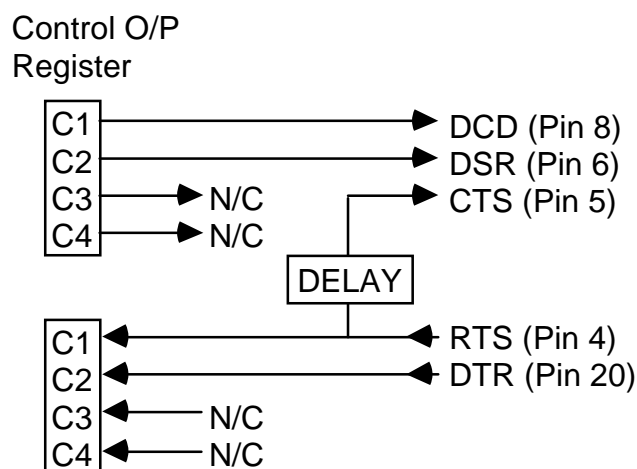 Control O/P
Register
C1 DCD (Pin 8)
C2 DSR (Pin 6)
C3 N/C CTS (Pin 5)
C4 N/C
DELAY
C1 RTS (Pin 4)
C2 DTR (Pin 20)
C3 N/C
C4 N/C